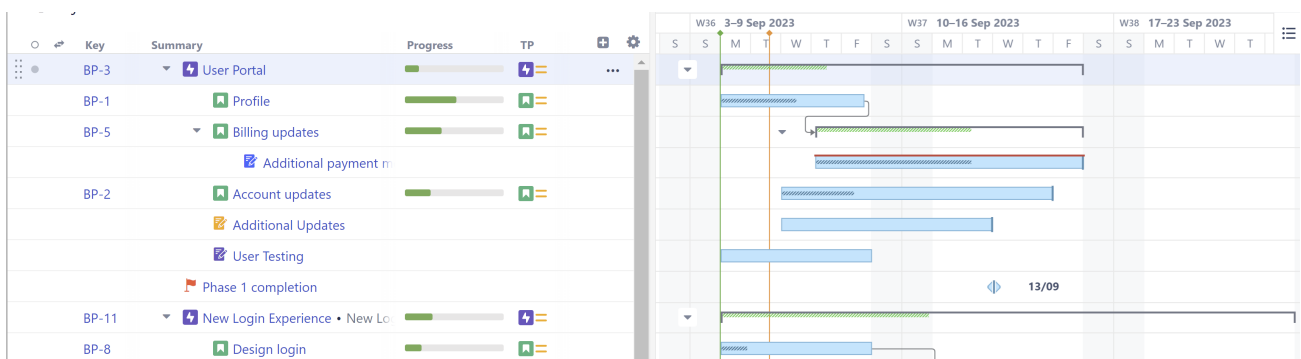 W36 3–9 Sep 2023 W37 10–16 Sep 2023 W38 17–23 Sep 2023
Key Summary Progress TP S S M T W T F S S M T W T F S S M T W T
BP-3 User Portal
BP-1 Profile
BP-5 Billing updates
Additional payment m
BP-2 Account updates
Additional Updates
User Testing
Phase 1 completion 13/09
BP-11 New Login Experience • New Lo
BP-8 Design login